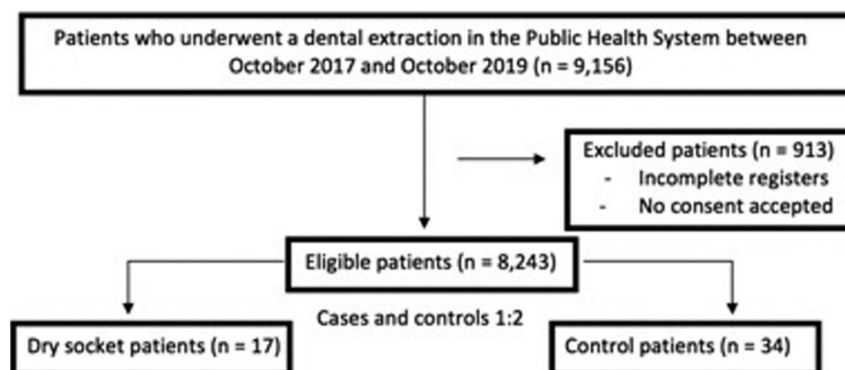 Patients who underwent a dental extraction in the Public Health System between
October 2017 and October 2019 (n = 9,156)
Excluded patients (n = 913)
- Incomplete registers
- No consent accepted
Eligible patients (n = 8,243)
Cases and controls 1:2
Dry socket patients (n = 17)
Control patients (n = 34)